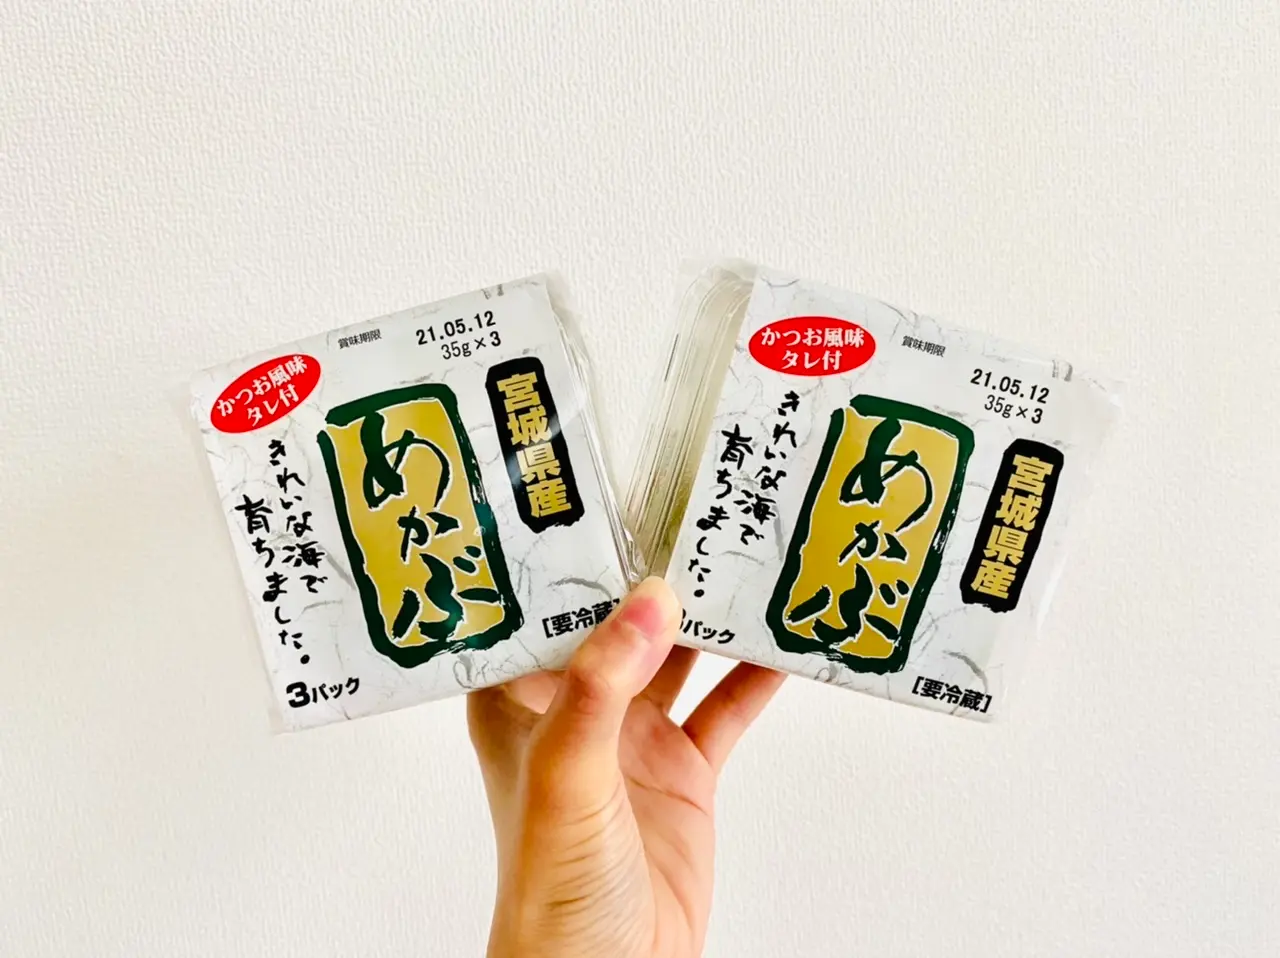 賞味期限
21.05.12
35g×3
かつお風味
タレ付
宮城県産
めかぶ
きれいな海で
育ちました。
[要冷蔵]
3パック
かつお風味
タレ付
賞味期限
21.05.12
35g×3
宮城県産
めかぶ
きれいな海で
育ちました。
パック
[要冷蔵]